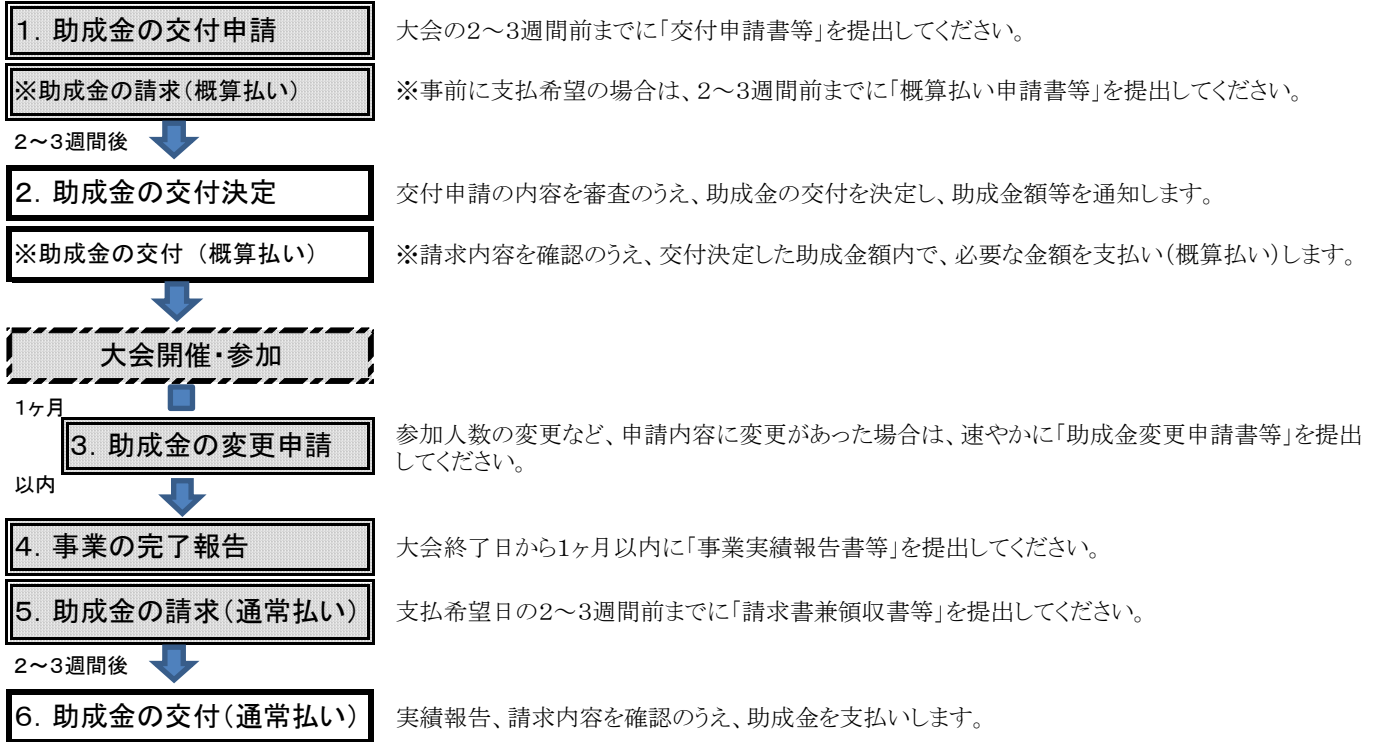 1．助成金の交付申請
大会の2～3週間前までに「交付申請書等」を提出してください。
※助成金の請求（概算払い）
※事前に支払希望の場合は、2～3週間前までに「概算払い申請書等」を提出してください。
2～3週間後
2．助成金の交付決定
交付申請の内容を審査のうえ、助成金の交付を決定し、助成金額等を通知します。
※助成金の交付（概算払い）
※請求内容を確認のうえ、交付決定した助成金額内で、必要な金額を支払い（概算払い）します。
大会開催・参加
1ヶ月
3．助成金の変更申請
参加人数の変更など、申請内容に変更があった場合は、速やかに「助成金変更申請書等」を提出
してください。
以内
4．事業の完了報告
大会終了日から1ヶ月以内に「事業実績報告書等」を提出してください。
5．助成金の請求（通常払い）
支払希望日の2～3週間前までに「請求書兼領収書等」を提出してください。
2～3週間後
6．助成金の交付（通常払い）
実績報告、請求内容を確認のうえ、助成金を支払いします。